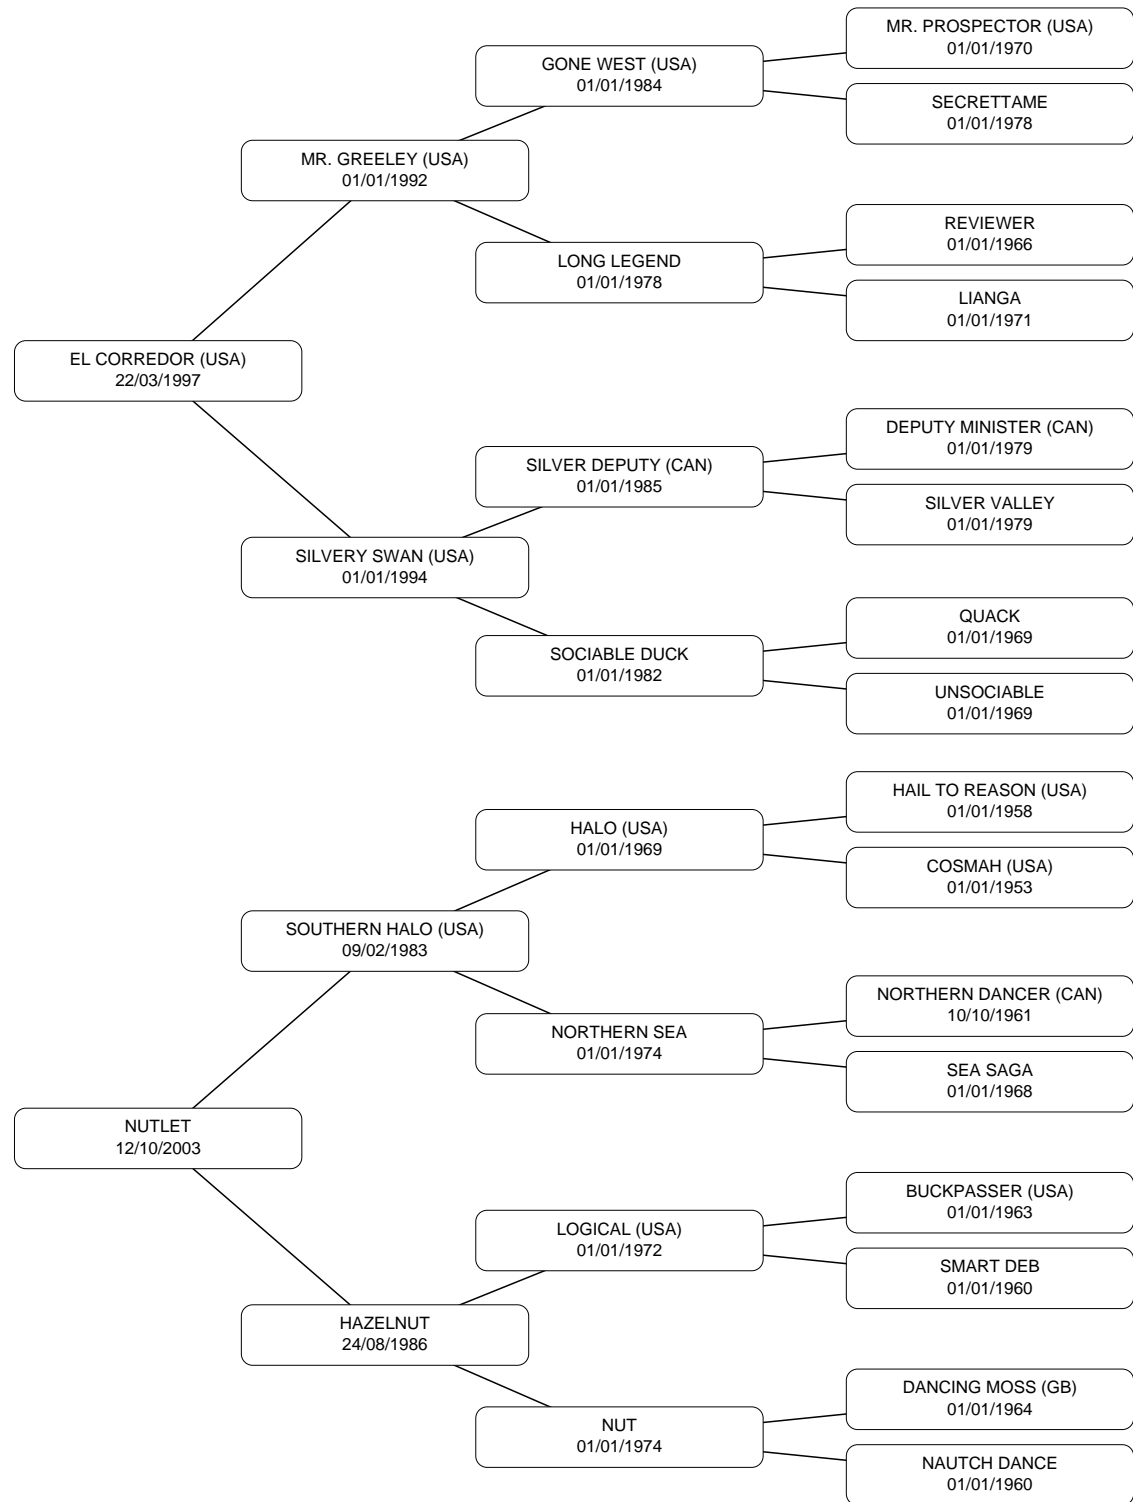 MR. PROSPECTOR (USA)
01/01/1970
GONE WEST (USA)
01/01/1984
SECRETTAME
01/01/1978
MR. GREELEY (USA)
01/01/1992
REVIEWER
01/01/1966
LONG LEGEND
01/01/1978
LIANGA
01/01/1971
EL CORREDOR (USA)
22/03/1997
DEPUTY MINISTER (CAN)
01/01/1979
SILVER DEPUTY (CAN)
01/01/1985
SILVER VALLEY
01/01/1979
SILVERY SWAN (USA)
01/01/1994
QUACK
01/01/1969
SOCIABLE DUCK
01/01/1982
UNSOCIABLE
01/01/1969
HAIL TO REASON (USA)
01/01/1958
HALO (USA)
01/01/1969
COSMAH (USA)
01/01/1953
SOUTHERN HALO (USA)
09/02/1983
NORTHERN DANCER (CAN)
10/10/1961
NORTHERN SEA
01/01/1974
SEA SAGA
01/01/1968
NUTLET
12/10/2003
BUCKPASSER (USA)
01/01/1963
LOGICAL (USA)
01/01/1972
SMART DEB
01/01/1960
HAZELNUT
24/08/1986
DANCING MOSS (GB)
01/01/1964
NUT
01/01/1974
NAUTCH DANCE
01/01/1960